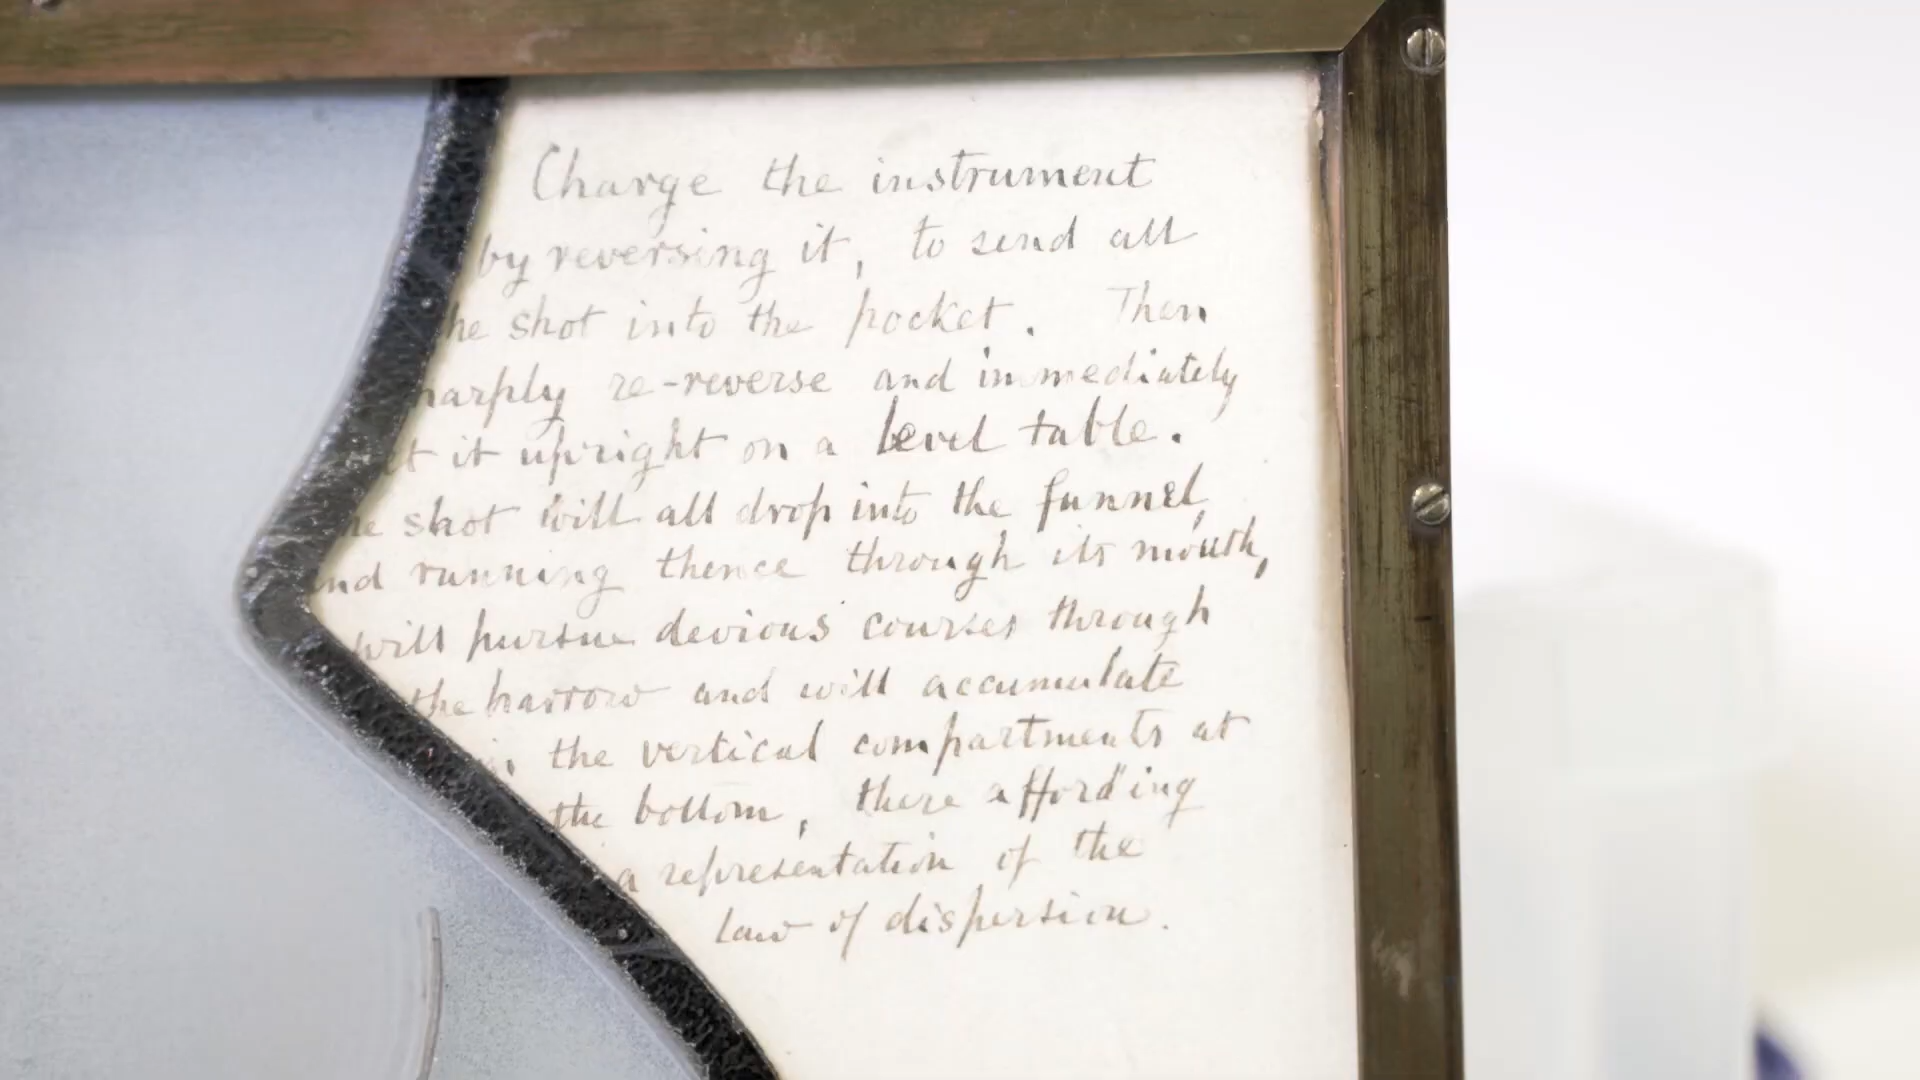 Charge the instrument
by reversing it, to send all
he shot into the pocket. Then
harply re-reverse and immediately
t it upright on a level table.
he shot will all drop into the funnel,
and running thence through its mouth,
will pursue devious courses through
the harrow and will accumulate
in the vertical compartments at
the bottom, there affording
a representation of the
law of dispersion.